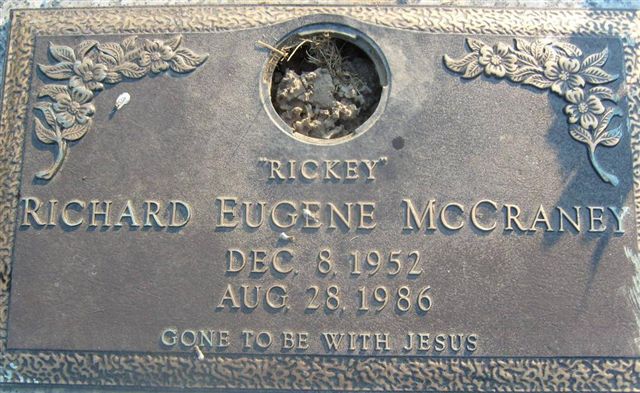 "RICKEY"
RICHARD EUGENE MCCRANEY
DEC. 8, 1952
AUG. 28, 1986
GONE TO BE WITH JESUS